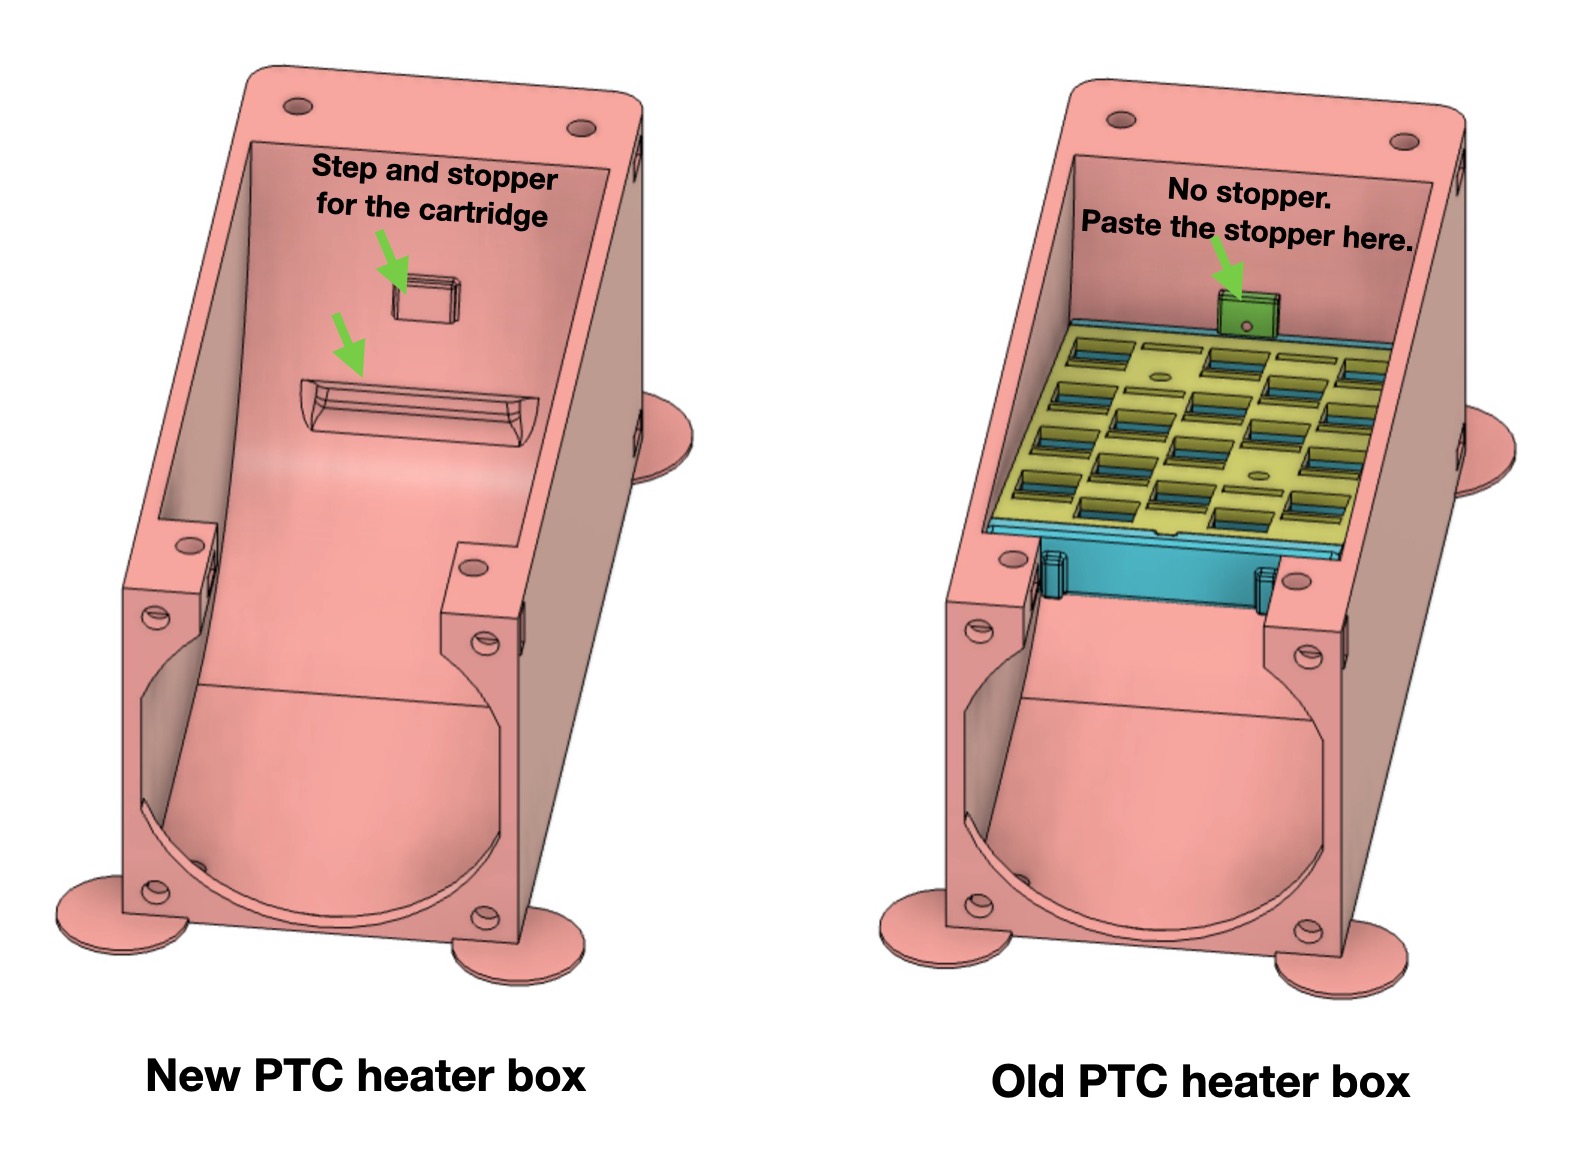 Step and stopper
for the cartridge
No stopper.
Paste the stopper here.
New PTC heater box
Old PTC heater box